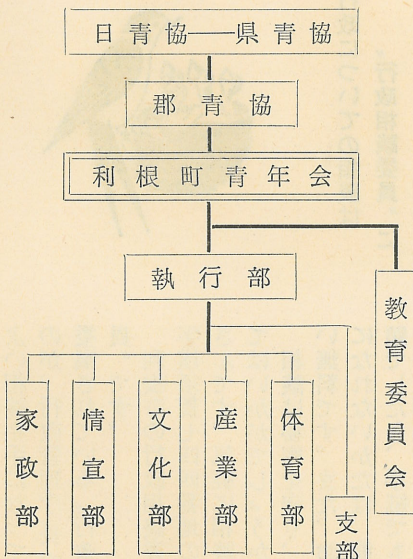 日青協──県青協
郡青協
利根町青年会
執行部
教育委員会
家政部
情宣部
文化部
産業部
体育部
支部